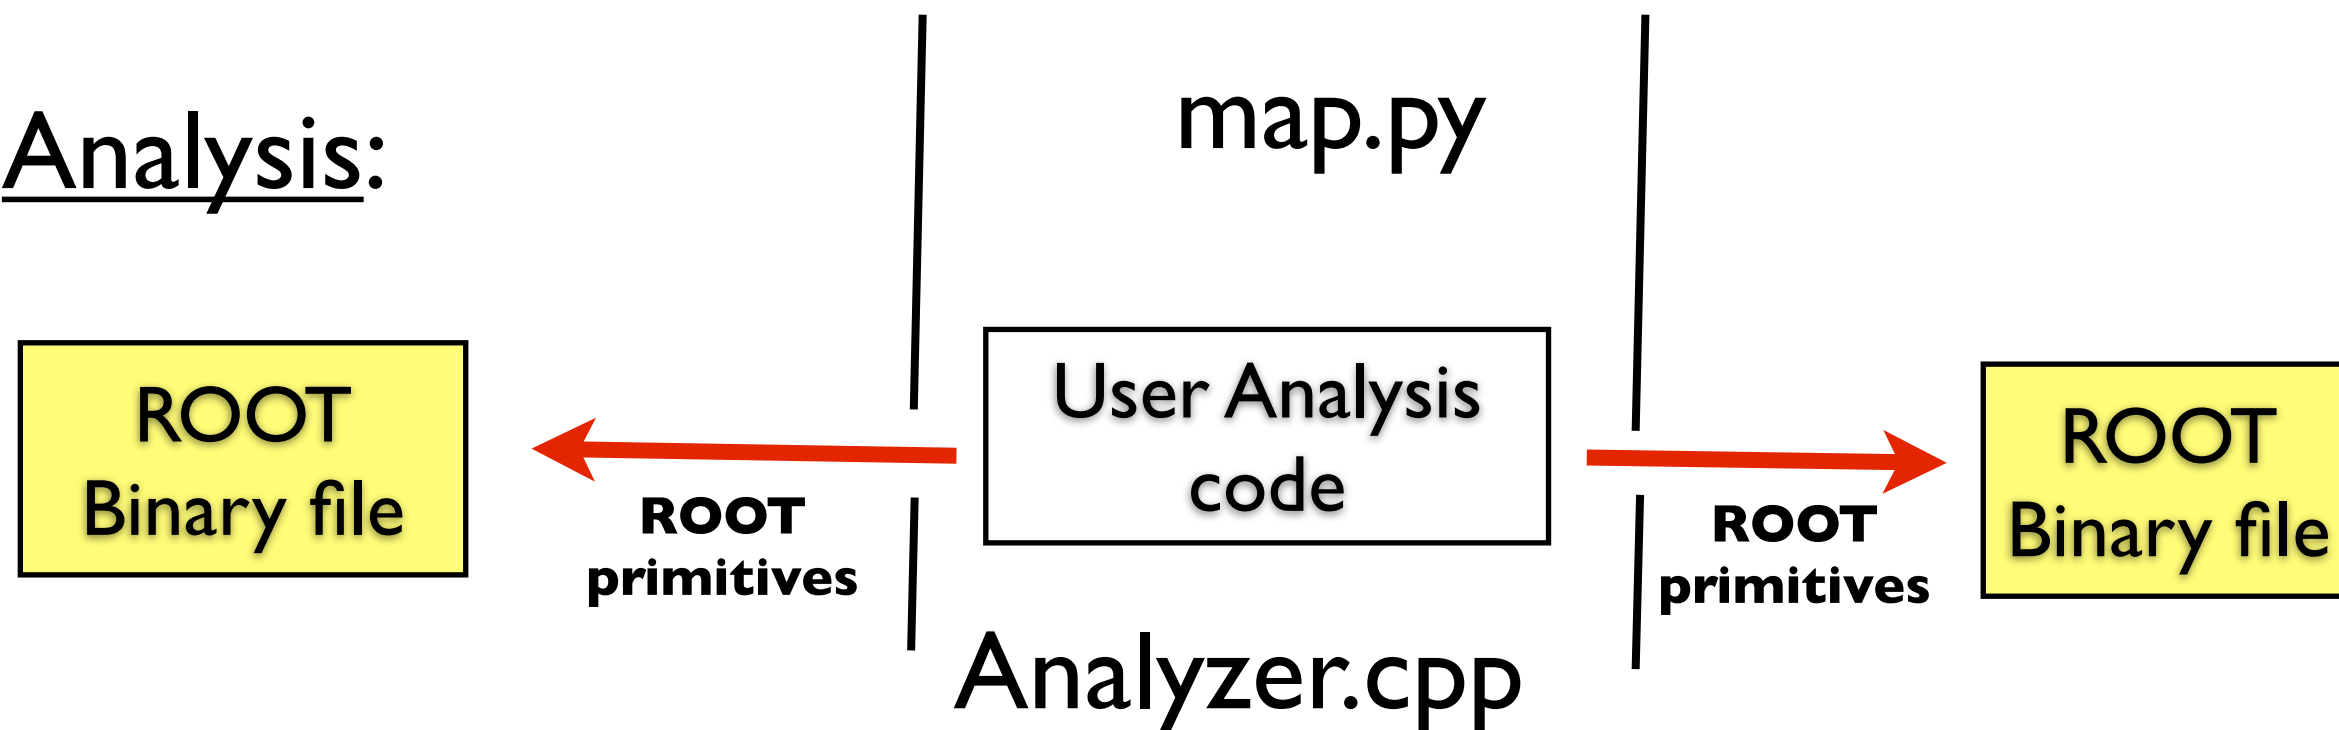 map.py
Analysis:
ROOT
Binary file
ROOT
primitives
User Analysis
code
ROOT
primitives
ROOT
Binary file
Analyzer.cpp